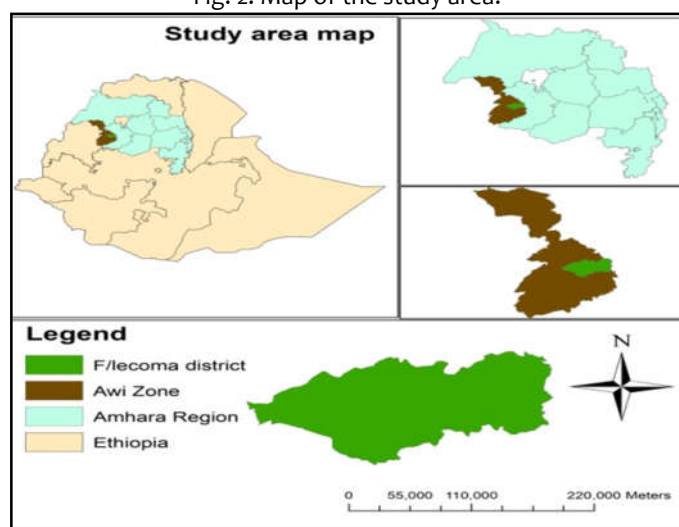 Fig. 2. Map of the study area.
Study area map
Legend
F/lecoma district
Awi Zone
Amhara Region
Ethiopia
N
0 55,000 110,000 220,000 Meters